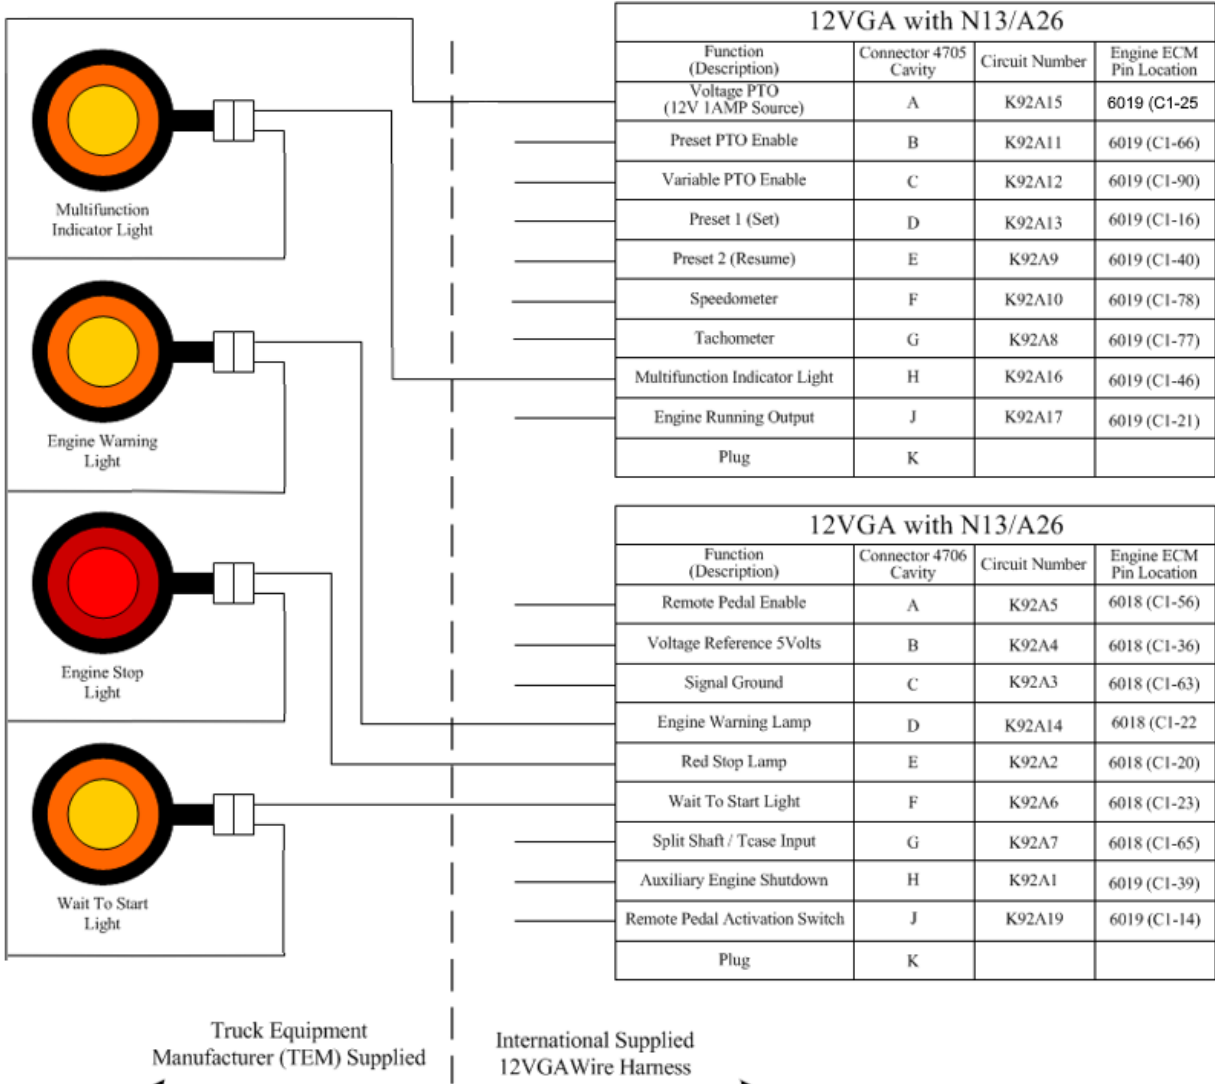 12VGA with N13/A26
Function
(Description)
Connector 4705
Cavity
Circuit Number
Engine ECM
Pin Location
Voltage PTO
(12V 1AMP Source)
A
K92A15
6019 (C1-25
Preset PTO Enable
B
K92A11
6019 (C1-66)
Variable PTO Enable
C
K92A12
6019 (C1-90)
Preset 1 (Set)
D
K92A13
6019 (C1-16)
Preset 2 (Resume)
E
K92A9
6019 (C1-40)
Speedometer
F
K92A10
6019 (C1-78)
Tachometer
G
K92A8
6019 (C1-77)
Multifunction Indicator Light
H
K92A16
6019 (C1-46)
Engine Running Output
J
K92A17
6019 (C1-21)
Plug
K
12VGA with N13/A26
Function
(Description)
Connector 4706
Cavity
Circuit Number
Engine ECM
Pin Location
Remote Pedal Enable
A
K92A5
6018 (C1-56)
Voltage Reference 5Volts
B
K92A4
6018 (C1-36)
Signal Ground
C
K92A3
6018 (C1-63)
Engine Warning Lamp
D
K92A14
6018 (C1-22
Red Stop Lamp
E
K92A2
6018 (C1-20)
Wait To Start Light
F
K92A6
6018 (C1-23)
Split Shaft / Tcase Input
G
K92A7
6018 (C1-65)
Auxiliary Engine Shutdown
H
K92A1
6019 (C1-39)
Remote Pedal Activation Switch
J
K92A19
6019 (C1-14)
Plug
K
Multifunction
Indicator Light
Engine Warning
Light
Engine Stop
Light
Wait To Start
Light
Truck Equipment
Manufacturer (TEM) Supplied
International Supplied
12VGAWire Harness